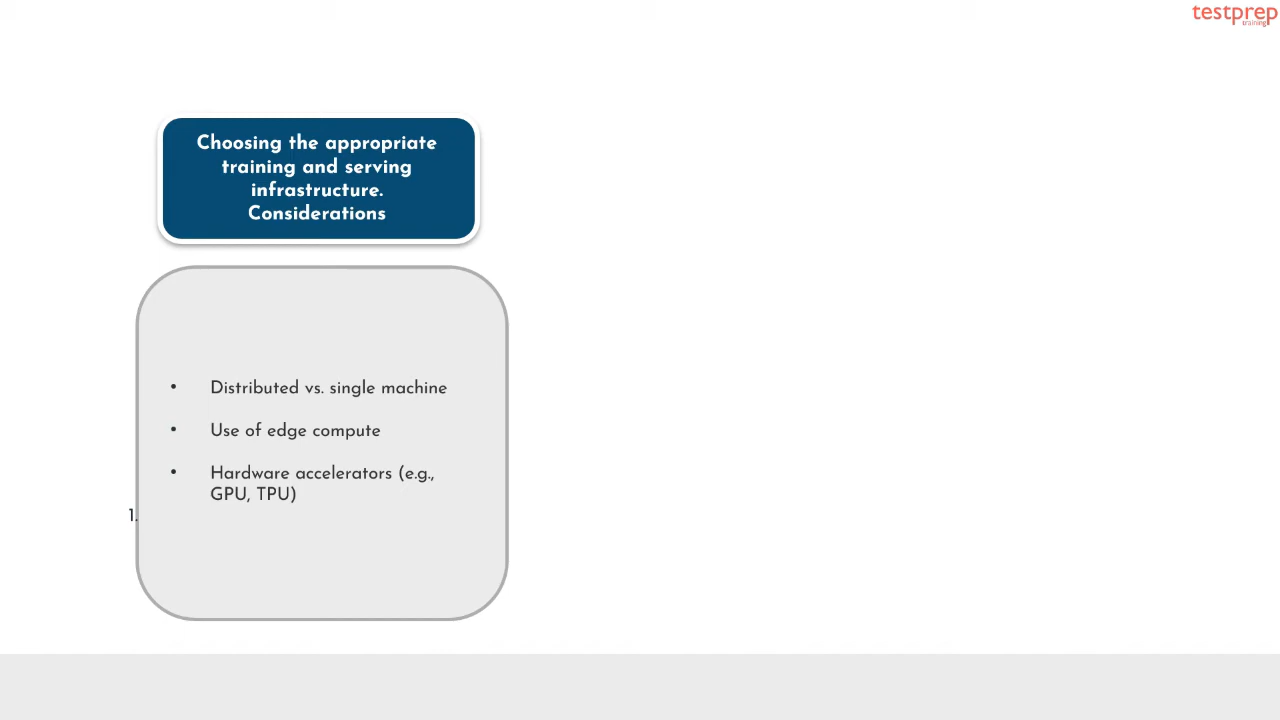 testprep
training
Choosing the appropriate
training and serving
infrastructure.
Considerations
• Distributed vs. single machine
• Use of edge compute
• Hardware accelerators (e.g.,
GPU, TPU)
1.